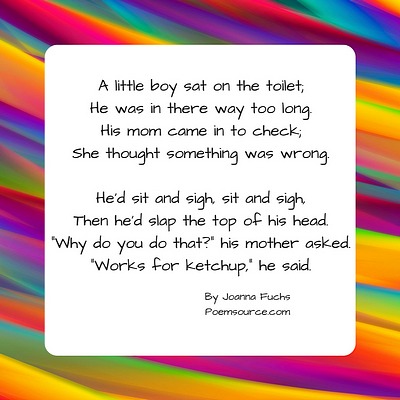 A little boy sat on the toilet;
He was in there way too long.
His mom came in to check;
She thought something was wrong.
He'd sit and sigh, sit and sigh,
Then he'd slap the top of his head.
"Why do you do that?" his mother asked.
"Works for ketchup," he said.
By Joanna Fuchs
Poemsource.com